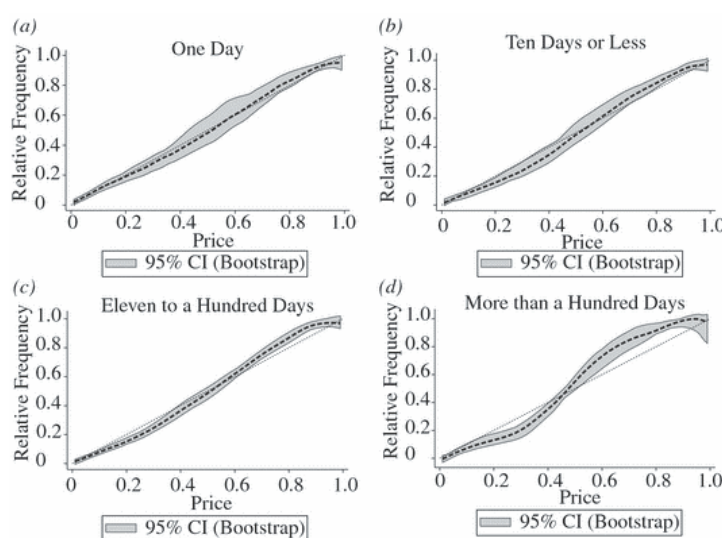 (a)
One Day
Relative Frequency
1.0
0.8
0.6
0.4
0.2
0
0 0.2 0.4 0.6 0.8 1.0
Price
95% CI (Bootstrap)
(b)
Ten Days or Less
Relative Frequency
1.0
0.8
0.6
0.4
0.2
0
0 0.2 0.4 0.6 0.8 1.0
Price
95% CI (Bootstrap)
(c)
Eleven to a Hundred Days
Relative Frequency
1.0
0.8
0.6
0.4
0.2
0
0 0.2 0.4 0.6 0.8 1.0
Price
95% CI (Bootstrap)
(d)
More than a Hundred Days
Relative Frequency
1.0
0.8
0.6
0.4
0.2
0
0 0.2 0.4 0.6 0.8 1.0
Price
95% CI (Bootstrap)